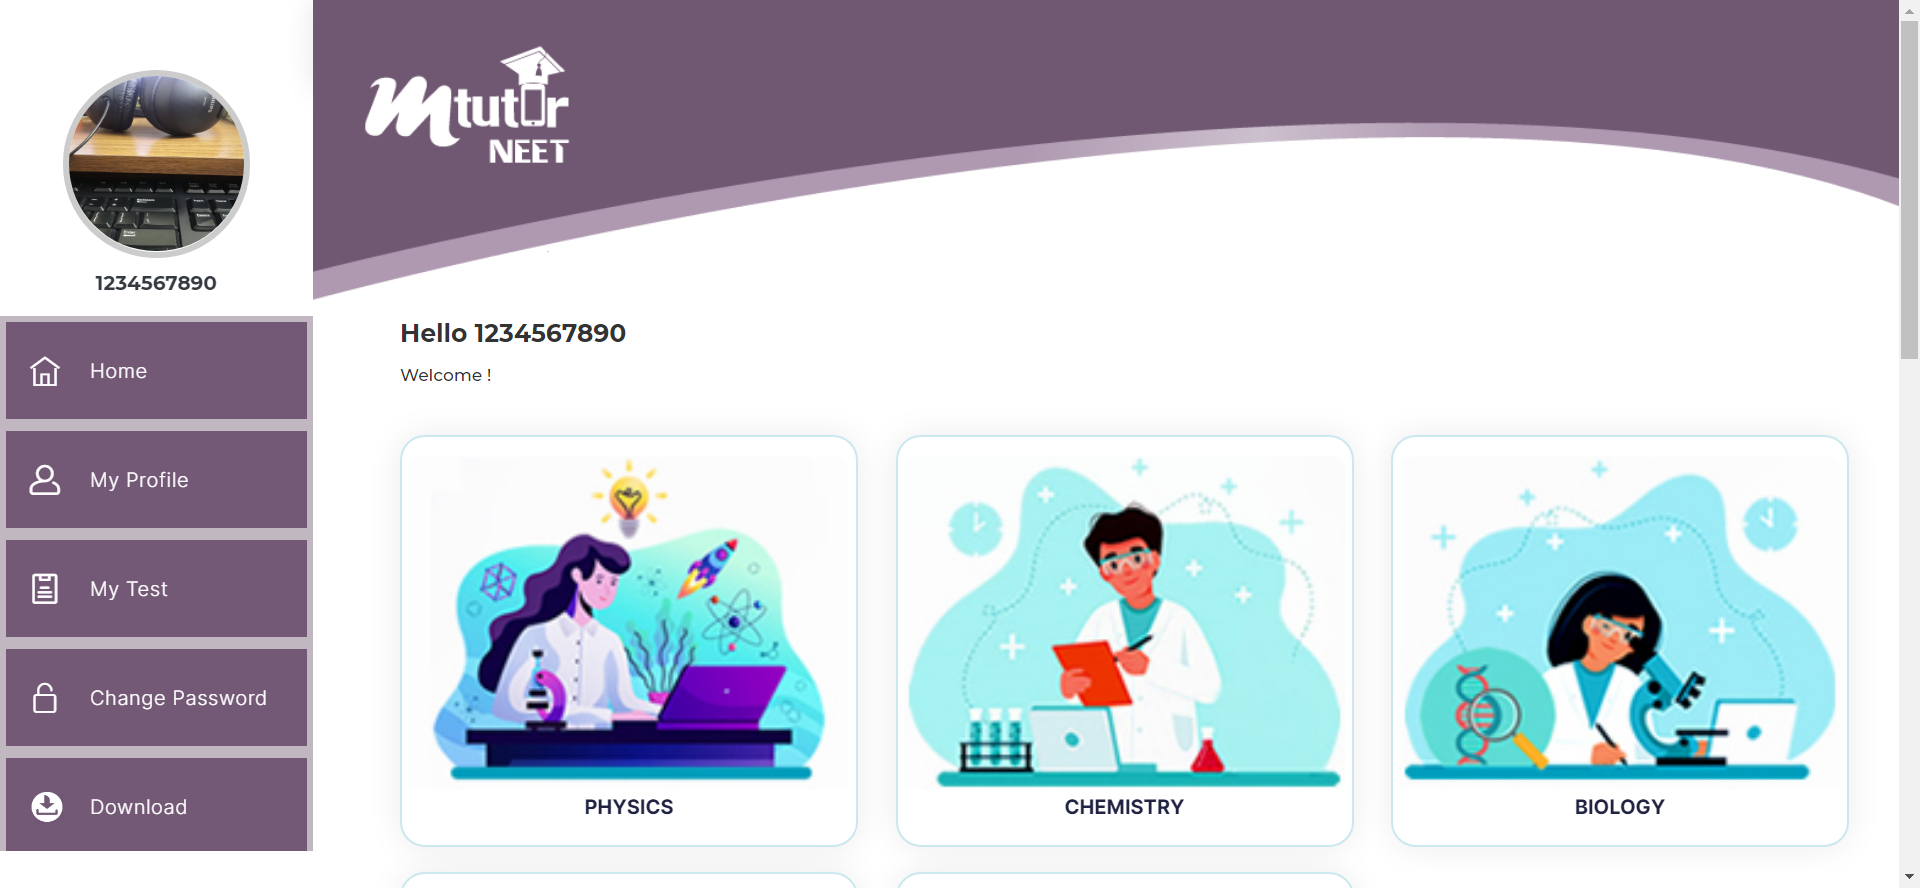 Mtutor
NEET
1234567890
Home
My Profile
My Test
Change Password
Download
Hello 1234567890
Welcome !
PHYSICS
CHEMISTRY
BIOLOGY